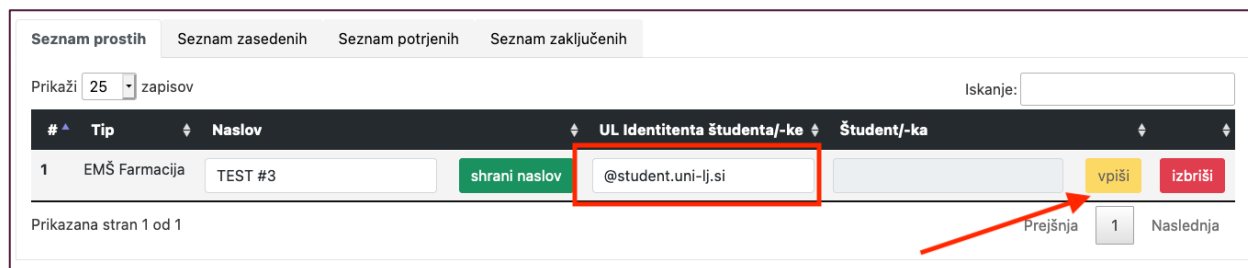 Seznam prostih Seznam zasedenih Seznam potrjenih Seznam zaključenih
Prikaži 25 zapisov Iskanje:
# Tip Naslov UL Identitenta študenta/-ke Študent/-ka
1 EMŠ Farmacija TEST #3 shrani naslov @student.uni-lj.si vpiši izbriši
Prikazana stran 1 od 1 Prejšnja 1 Naslednja